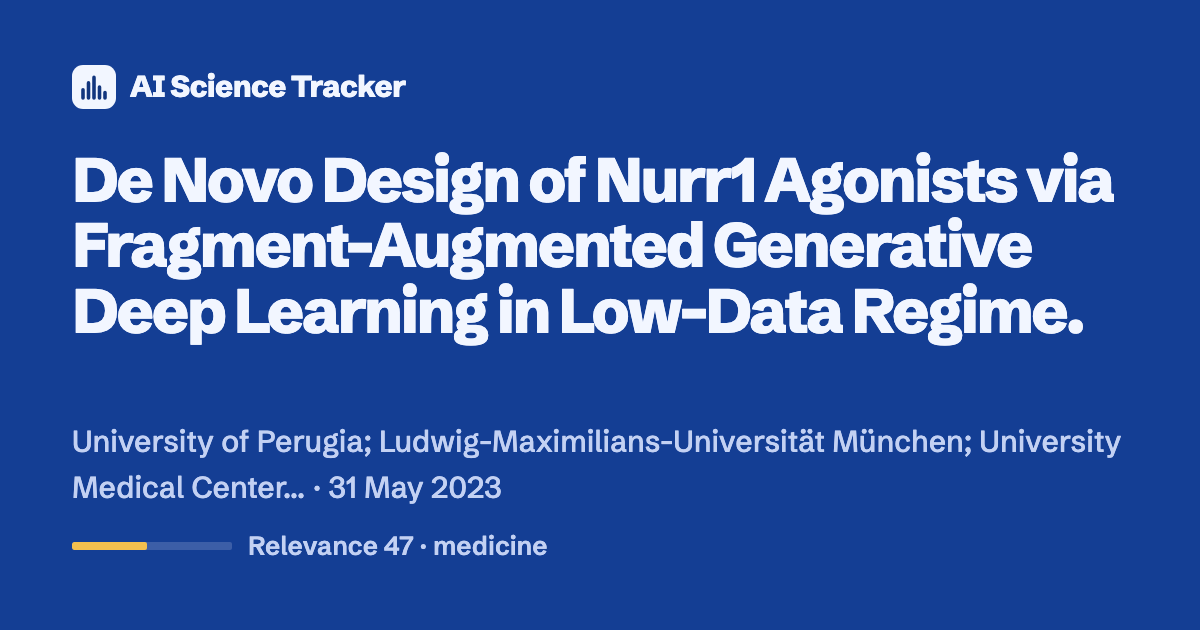 AI Science Tracker
De Novo Design of Nurr1 Agonists via
Fragment-Augmented Generative
Deep Learning in Low-Data Regime.
University of Perugia; Ludwig-Maximilians-Universität München; University
Medical Center... · 31 May 2023
Relevance 47 · medicine